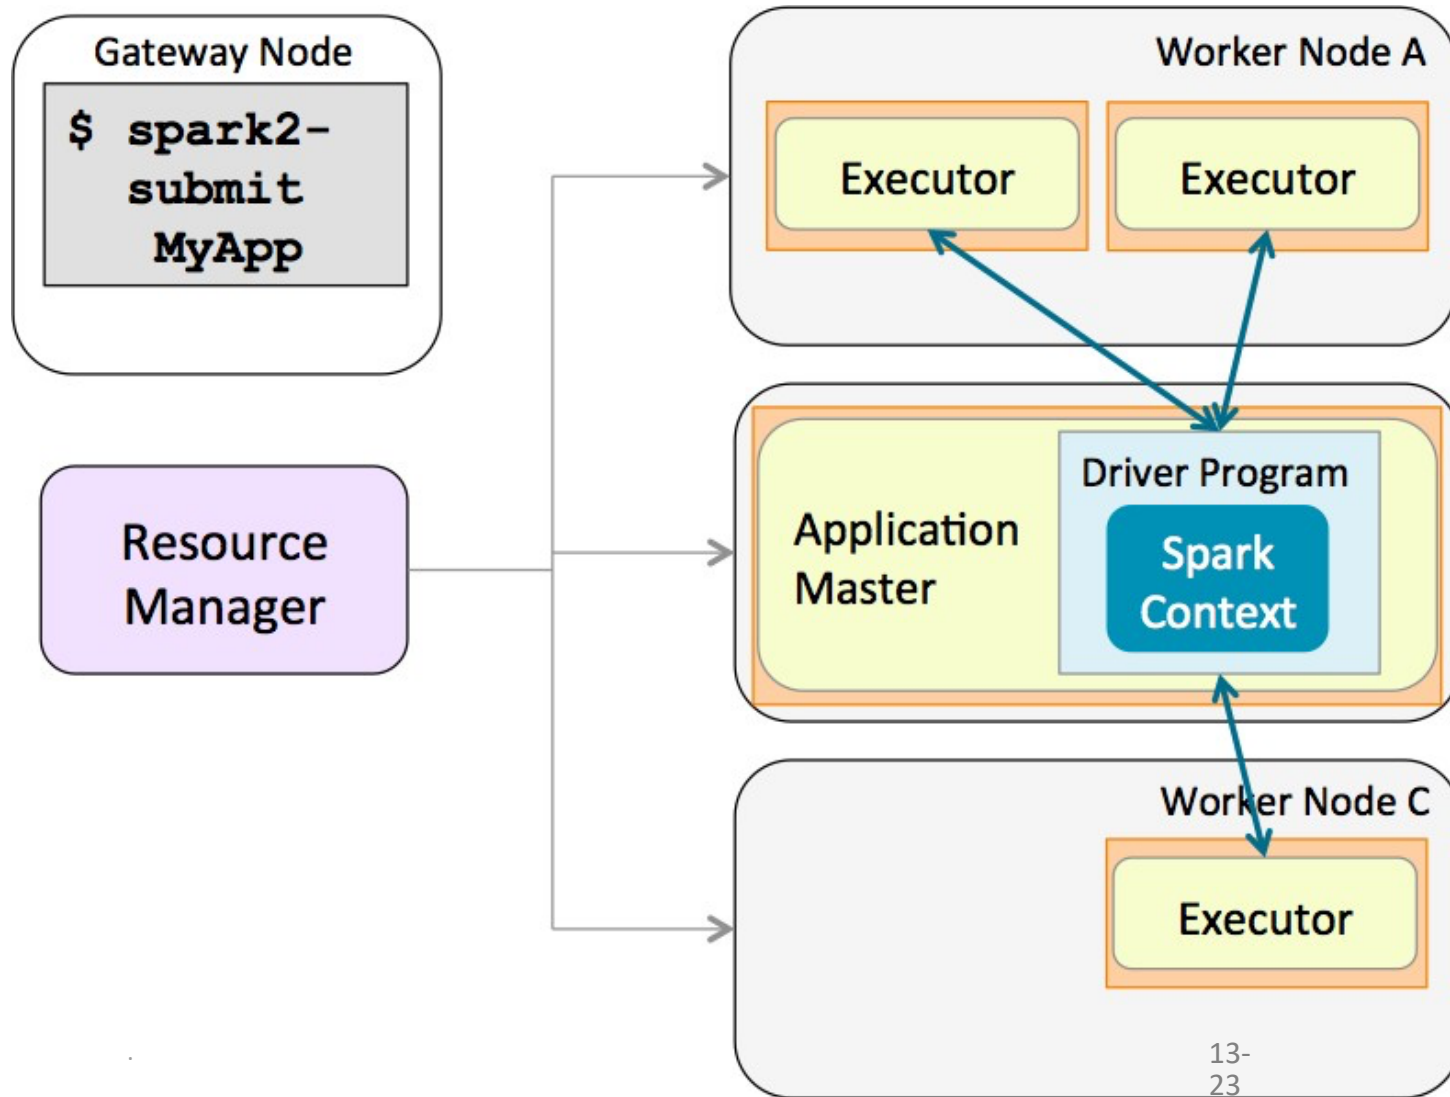 Gateway Node
$ spark2-
submit
MyApp
Resource
Manager
Worker Node A
Executor
Executor
Application
Master
Driver Program
Spark
Context
Worker Node C
Executor
.
13-
23